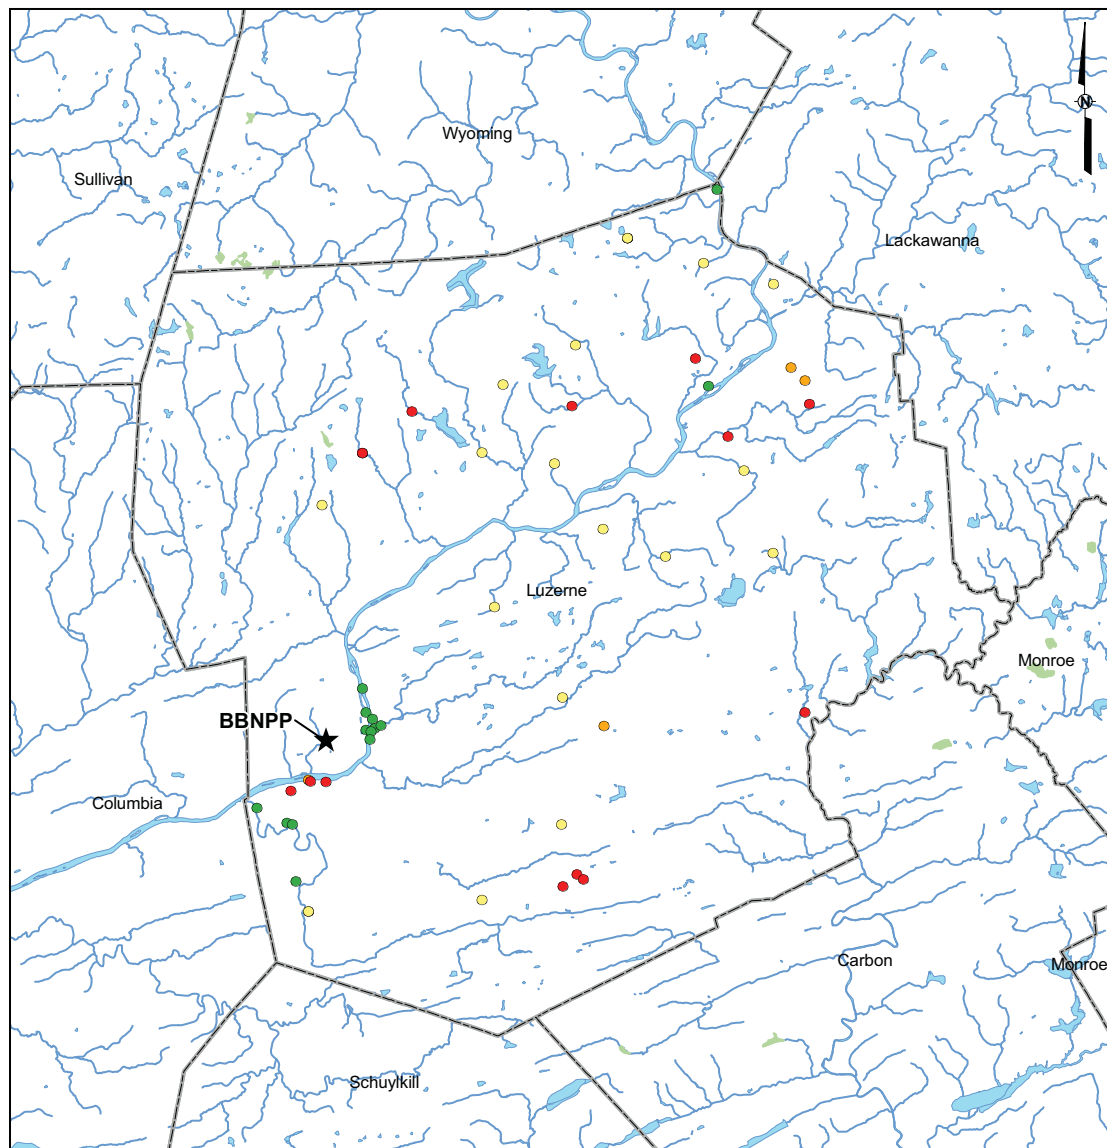 N
Wyoming
Sullivan
Lackawanna
Luzerne
Monroe
BBNPP
Columbia
Carbon
Monroe
Schuylkill